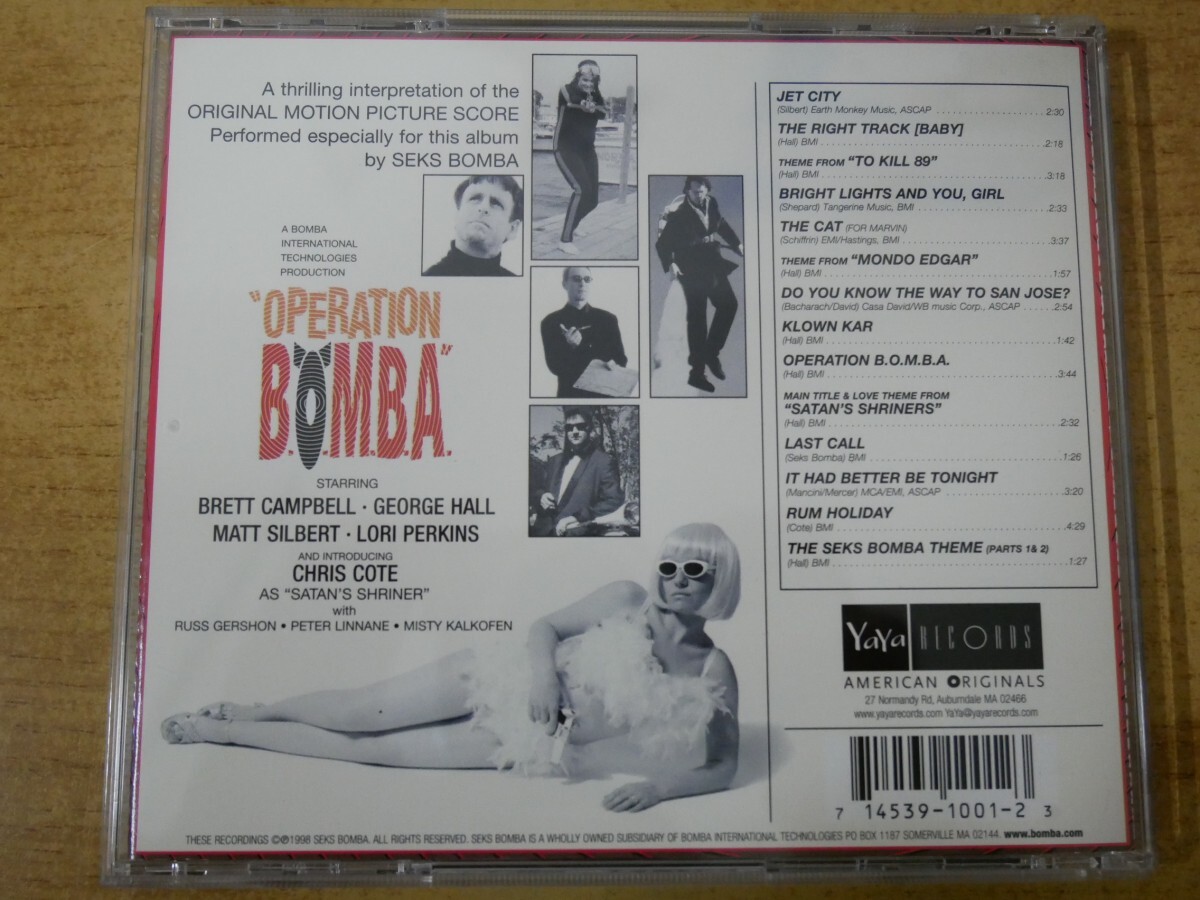 A thrilling interpretation of the
ORIGINAL MOTION PICTURE SCORE
Performed especially for this album
by SEKS BOMBA
A BOMBA
INTERNATIONAL
TECHNOLOGIES
PRODUCTION
"OPERATION
B.O.M.B.A."
STARRING
BRETT CAMPBELL · GEORGE HALL
MATT SILBERT · LORI PERKINS
AND INTRODUCING
CHRIS COTE
AS "SATAN'S SHRINER"
with
RUSS GERSHON • PETER LINNANE • MISTY KALKOFEN
JET CITY
(Silbert) Earth Monkey Music, ASCAP 2:30
THE RIGHT TRACK [BABY]
(Hall) BMI 2:18
THEME FROM "TO KILL 89"
(Hall) BMI 3:18
BRIGHT LIGHTS AND YOU, GIRL
(Shepard) Tangerine Music, BMI 2:33
THE CAT (FOR MARVIN)
(Schiffrin) EMI/Hastings, BMI 3:37
THEME FROM "MONDO EDGAR"
(Hall) BMI 1:57
DO YOU KNOW THE WAY TO SAN JOSE?
(Bacharach/David) Casa David/WB music Corp., ASCAP 2:54
KLOWN KAR
(Hall) BMI 1:42
OPERATION B.O.M.B.A.
(Hall) BMI 3:44
MAIN TITLE & LOVE THEME FROM
"SATAN'S SHRINERS"
(Hall) BMI 2:32
LAST CALL
(Seks Bomba) BMI 1:26
IT HAD BETTER BE TONIGHT
(Mancini/Mercer) MCA/EMI, ASCAP 3:20
RUM HOLIDAY
(Cote) BMI 4:29
THE SEKS BOMBA THEME (PARTS 1& 2)
(Hall) BMI 1:27
YaYa RECORDS
AMERICAN ORIGINALS
27 Normandy Rd, Auburndale MA 02466
www.yayarecords.com YaYa@yayarecords.com
7 14539-1001-2 3
THESE RECORDINGS ©℗1998 SEKS BOMBA. ALL RIGHTS RESERVED. SEKS BOMBA IS A WHOLLY OWNED SUBSIDIARY OF BOMBA INTERNATIONAL TECHNOLOGIES PO BOX 1187 SOMERVILLE MA 02144. www.bomba.com